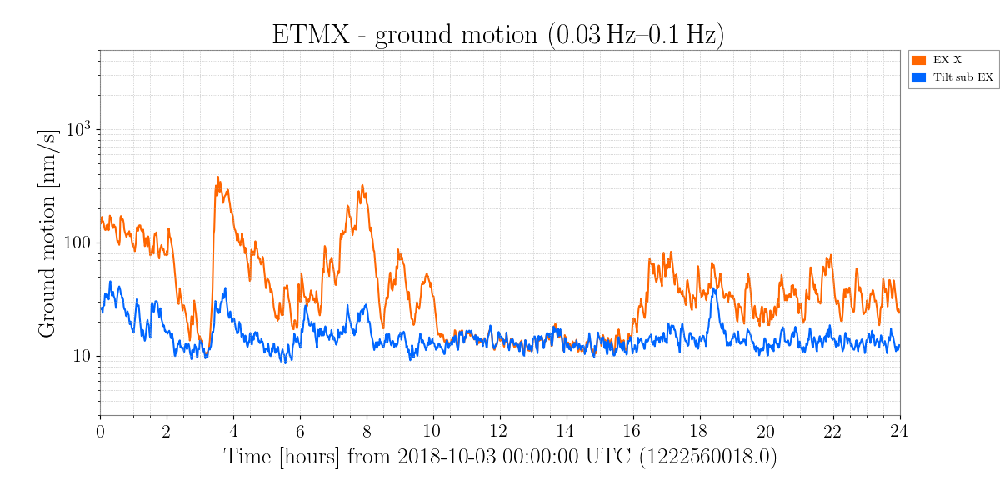 ETMX - ground motion (0.03 Hz–0.1 Hz)
EX X
Tilt sub EX
Ground motion [nm/s]
10³
100
10
0 2 4 6 8 10 12 14 16 18 20 22 24
Time [hours] from 2018-10-03 00:00:00 UTC (1222560018.0)